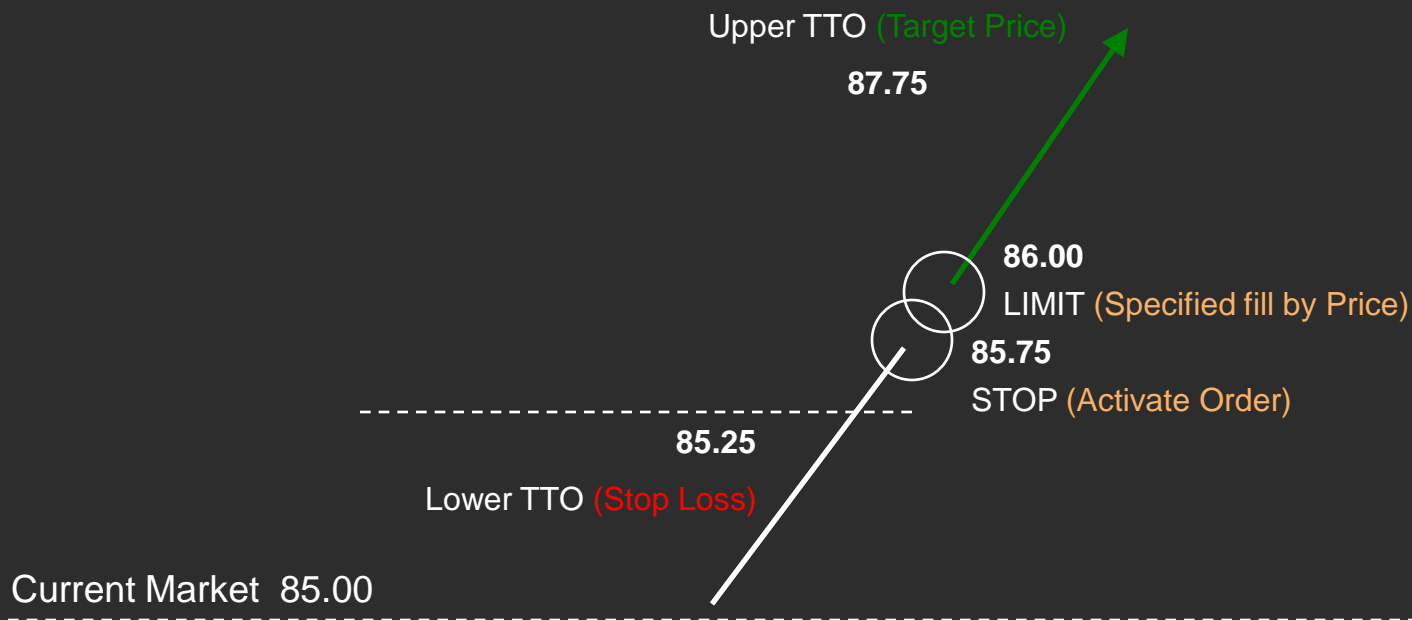 Upper TTO (Target Price)
87.75
86.00
LIMIT (Specified fill by Price)
85.75
STOP (Activate Order)
85.25
Lower TTO (Stop Loss)
Current Market 85.00